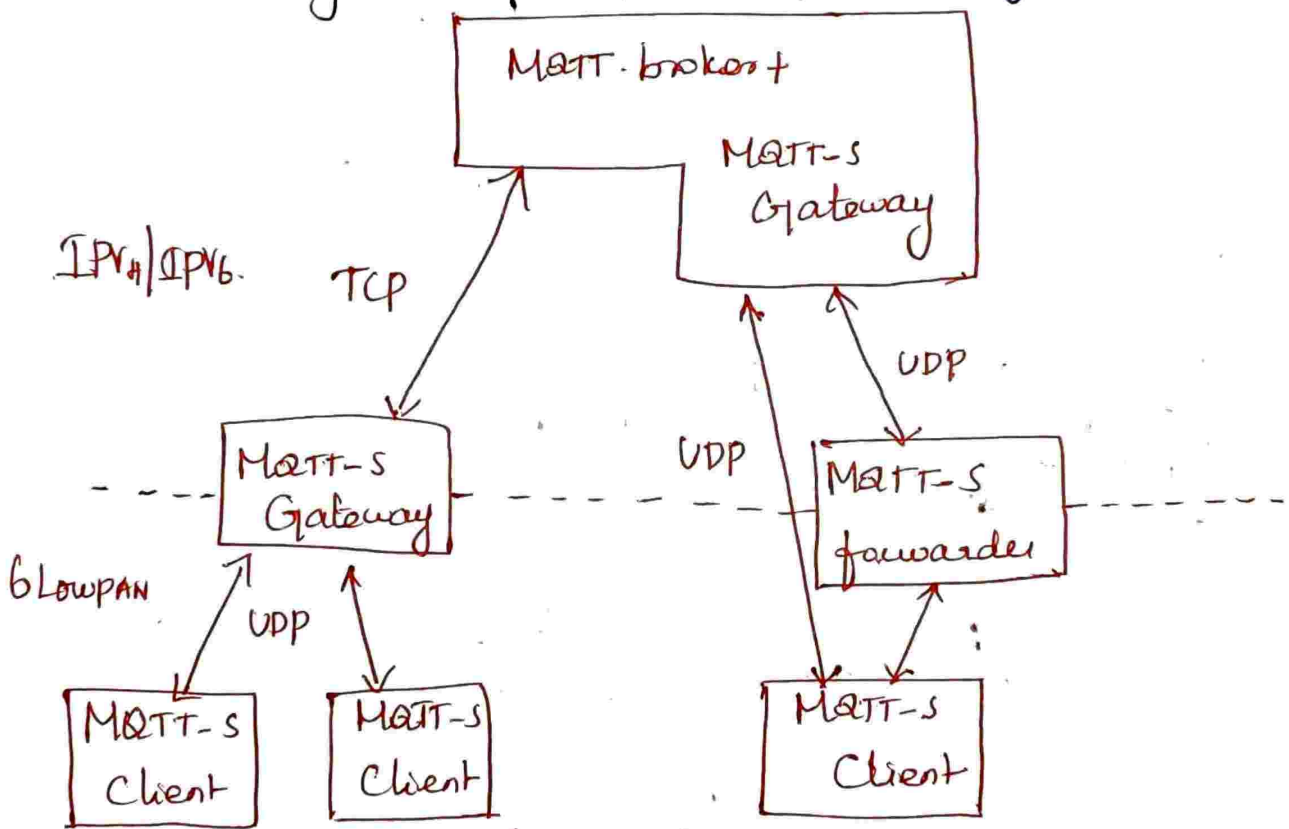 MQTT. broker +
MQTT-S
Gateway
IPV4|IPV6.
TCP
UDP
UDP
MQTT-S
Gateway
MQTT-S
forwarder
6LOWPAN
UDP
MQTT-S
Client
MQTT-S
Client
MQTT-S
Client